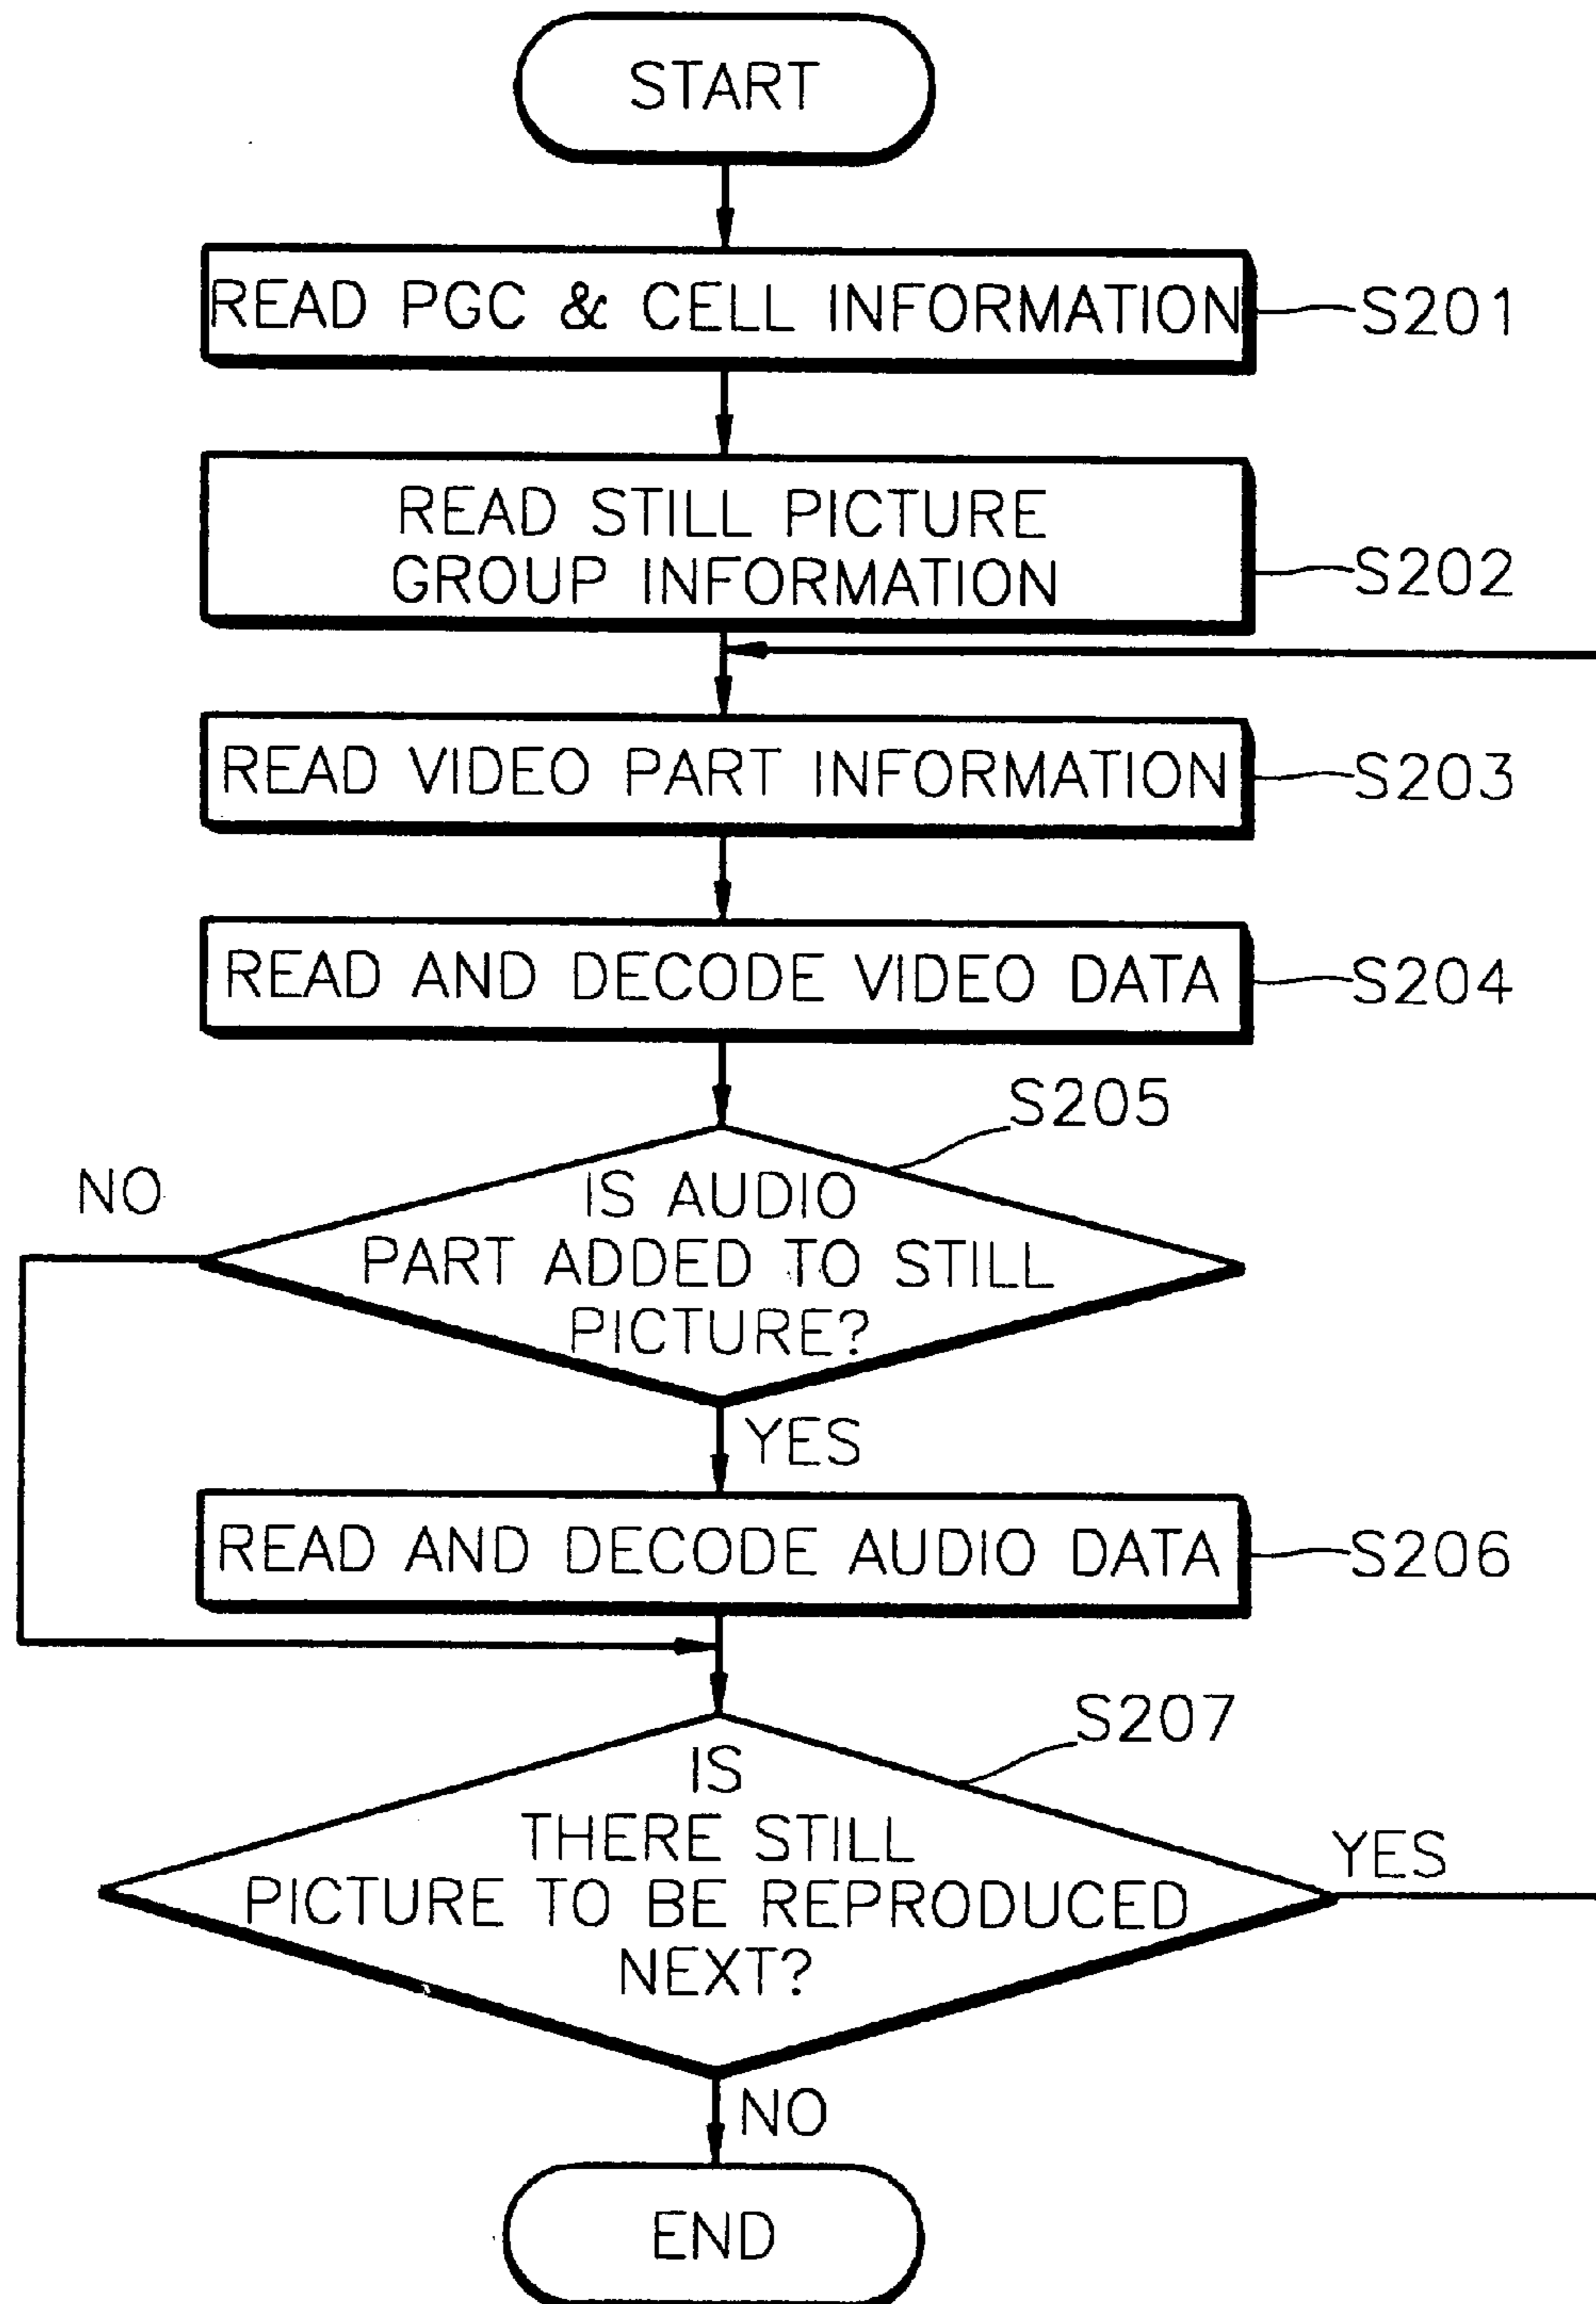 START
READ PGC & CELL INFORMATION
S201
READ STILL PICTURE
GROUP INFORMATION
S202
READ VIDEO PART INFORMATION
S203
READ AND DECODE VIDEO DATA
S204
S205
NO
IS AUDIO
PART ADDED TO STILL
PICTURE?
YES
READ AND DECODE AUDIO DATA
S206
S207
IS
THERE STILL
PICTURE TO BE REPRODUCED
NEXT?
YES
NO
END